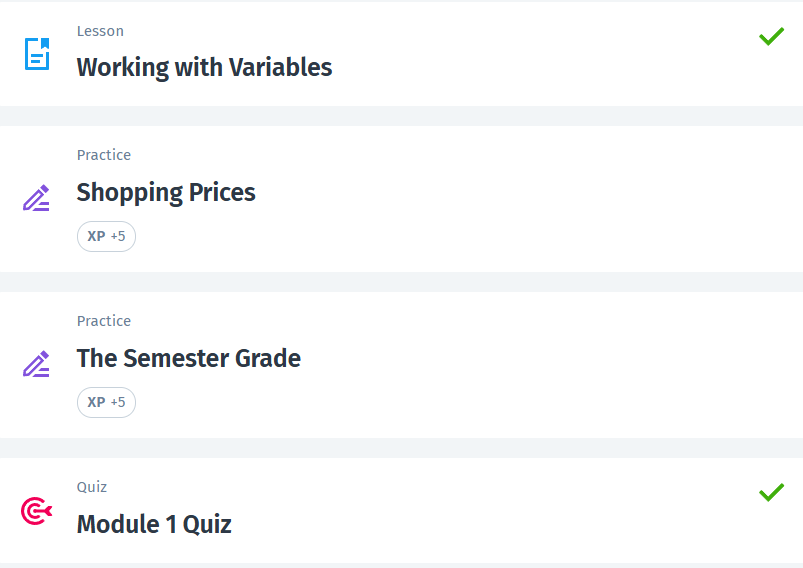 Lesson
Working with Variables
Practice
Shopping Prices
XP +5
Practice
The Semester Grade
XP +5
Quiz
Module 1 Quiz